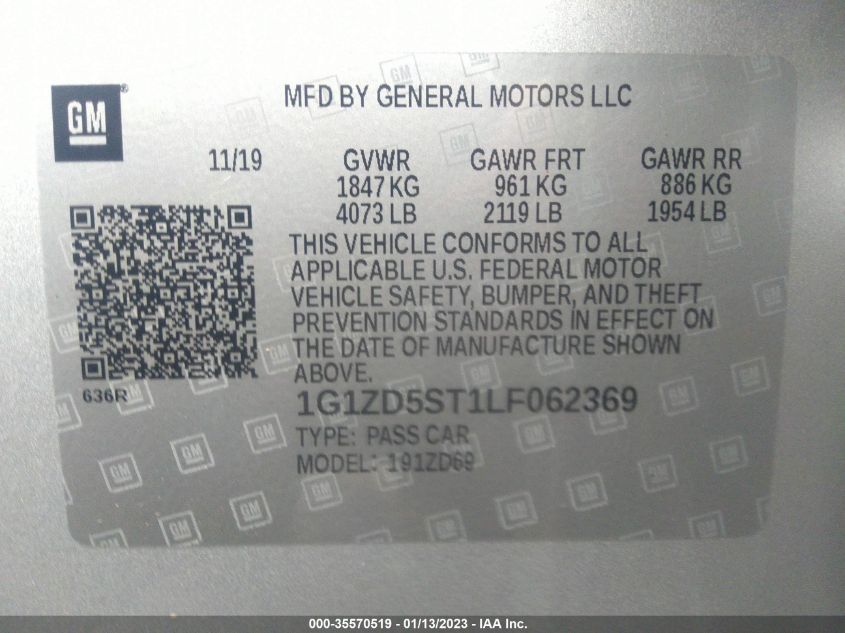 GM®
MFD BY GENERAL MOTORS LLC
11/19 GVWR GAWR FRT GAWR RR
1847 KG 961 KG 886 KG
4073 LB 2119 LB 1954 LB
THIS VEHICLE CONFORMS TO ALL
APPLICABLE U.S. FEDERAL MOTOR
VEHICLE SAFETY, BUMPER, AND THEFT
PREVENTION STANDARDS IN EFFECT ON
THE DATE OF MANUFACTURE SHOWN
ABOVE.
636R
1G1ZD5ST1LF062369
TYPE: PASS CAR
MODEL: 191ZD69
000-35570519 - 01/13/2023 - IAA Inc.